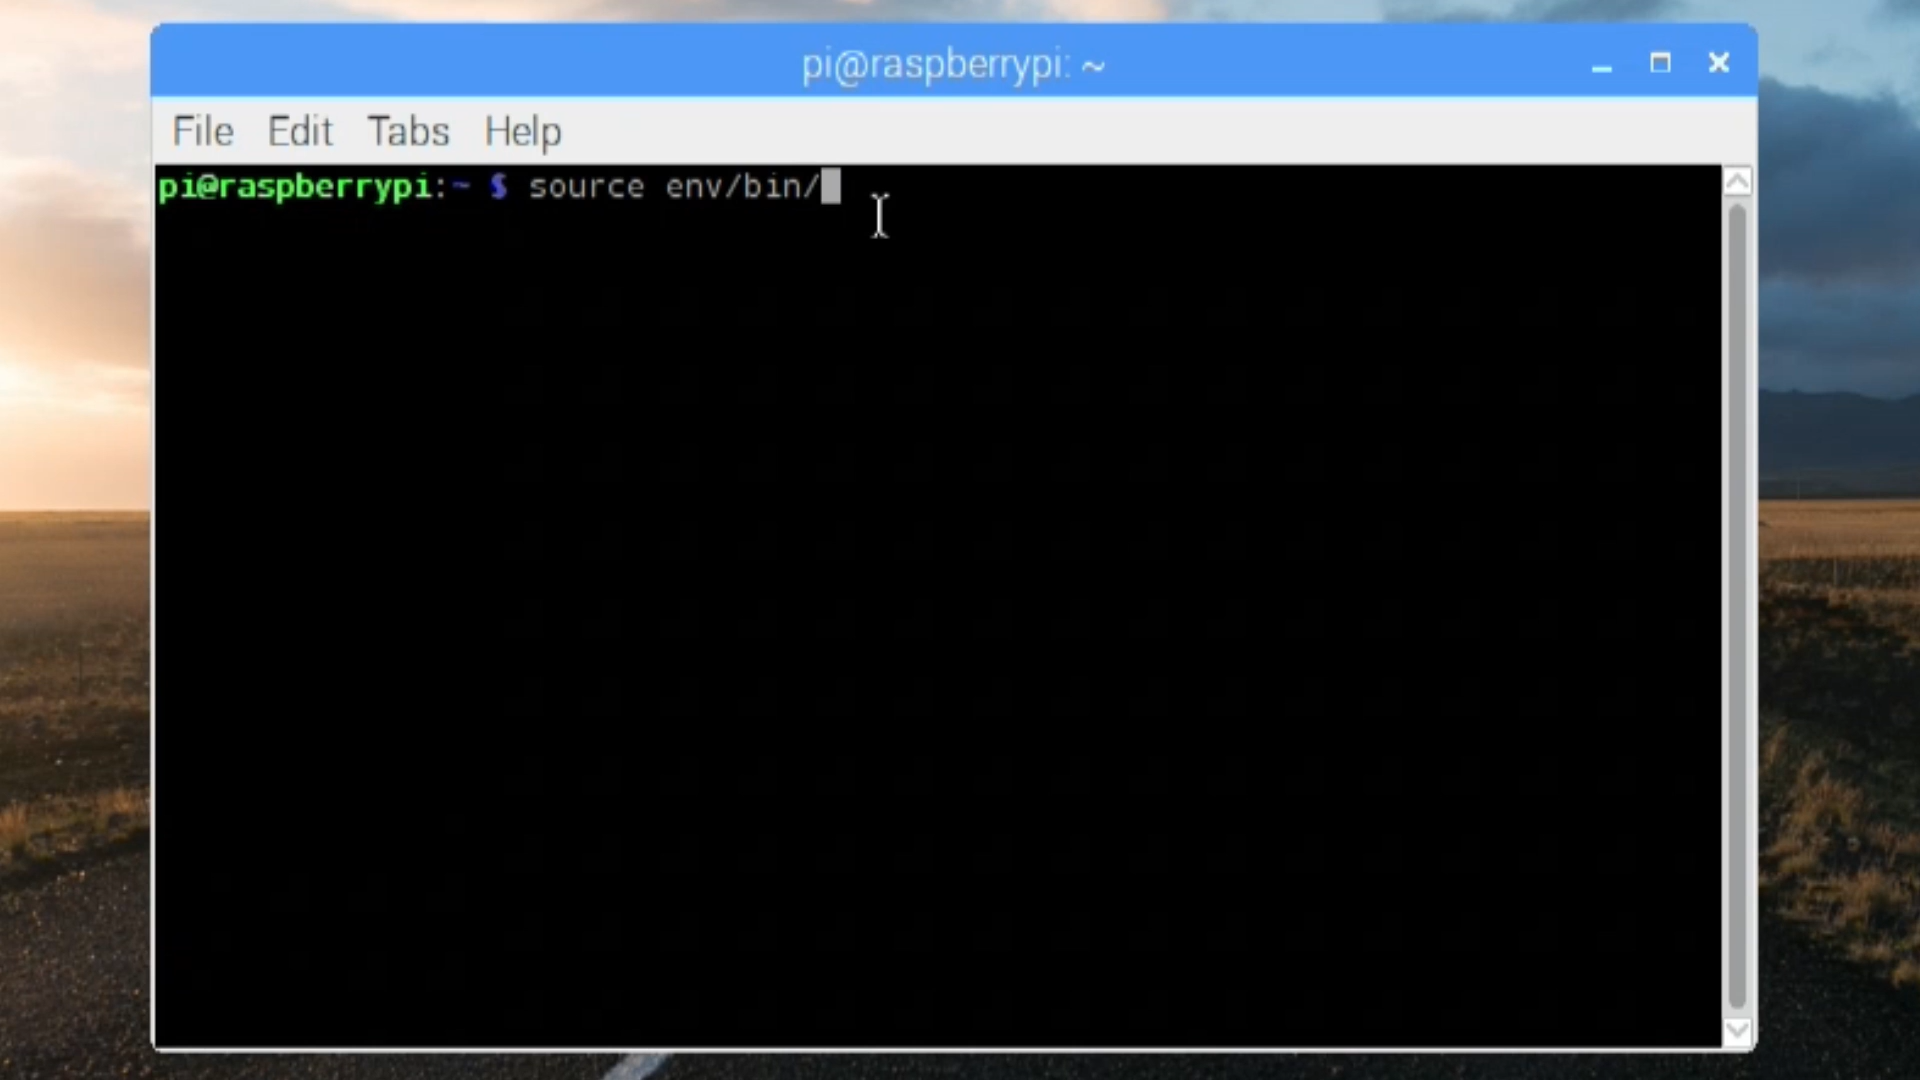 pi@raspberrypi: ~
File Edit Tabs Help
pi@raspberrypi:~ $ source env/bin/